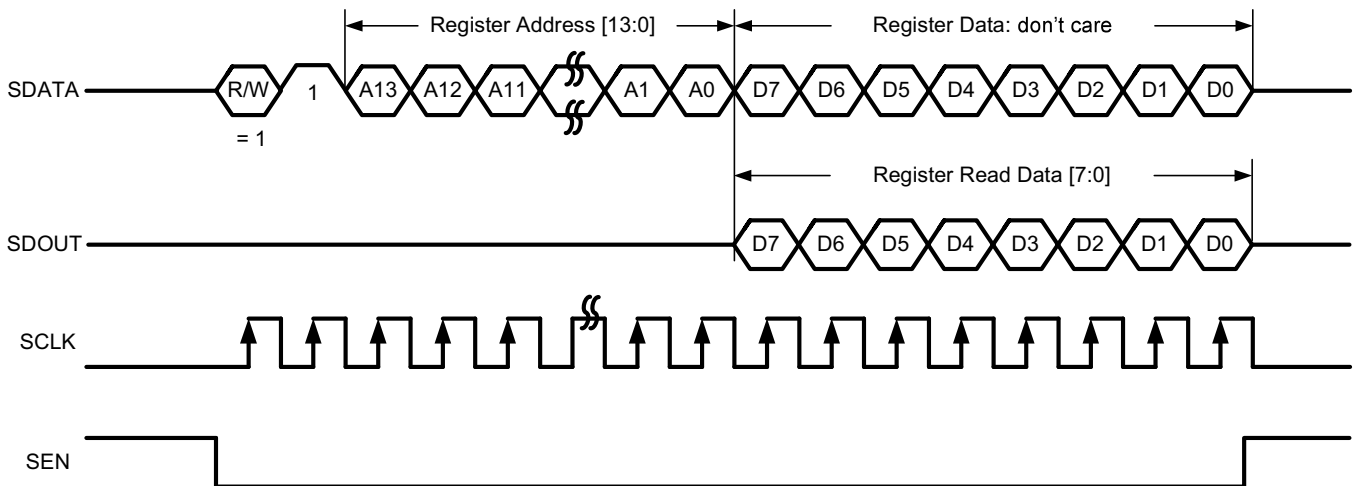 Register Address [13:0] Register Data: don't care
SDATA R/W 1 A13 A12 A11 A1 A0 D7 D6 D5 D4 D3 D2 D1 D0
= 1
Register Read Data [7:0]
SDOUT D7 D6 D5 D4 D3 D2 D1 D0
SCLK
SEN